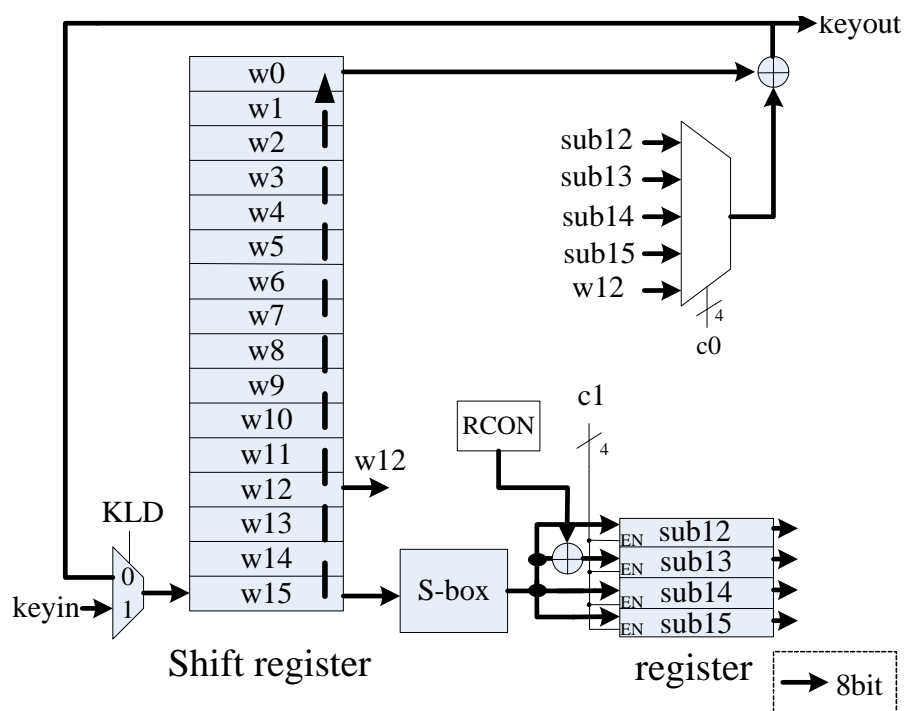 keyout
w0
w1
w2
w3
w4
w5
w6
w7
w8
w9
w10
w11
w12
w13
w14
w15
w12
sub12
sub13
sub14
sub15
w12
4
c0
c1
4
RCON
KLD
0
1
keyin
S-box
EN
sub12
EN
sub13
EN
sub14
EN
sub15
Shift register
register
8bit